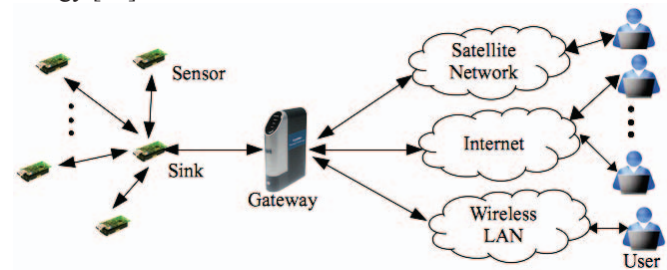 Sensor
Sink
Gateway
Satellite
Network
Internet
Wireless
LAN
User